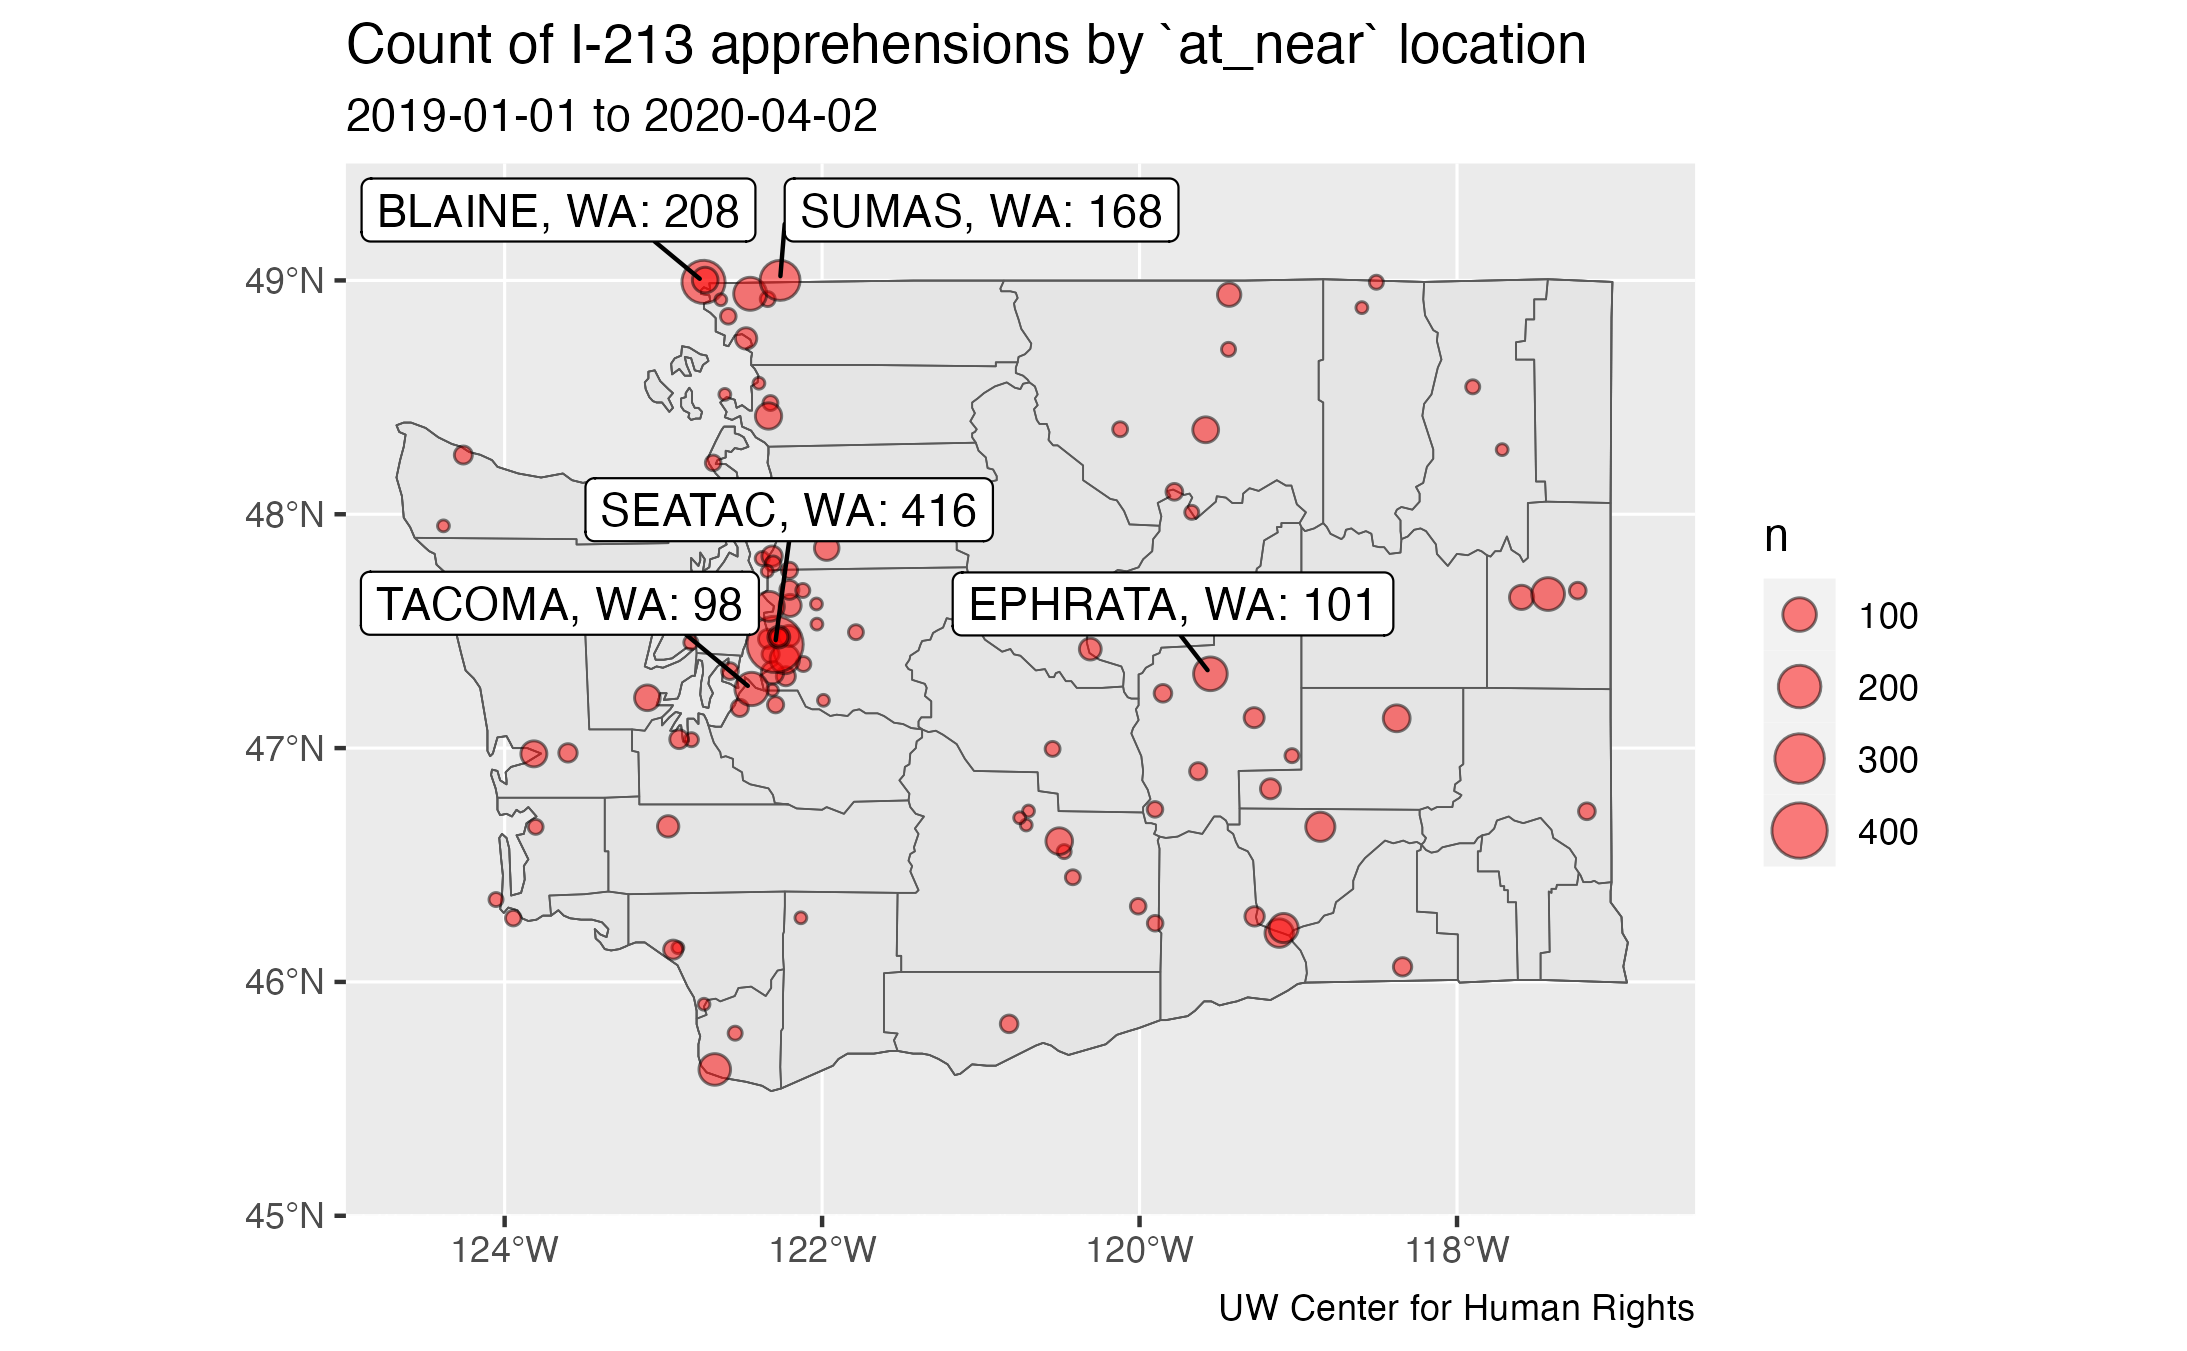 Count of I-213 apprehensions by `at_near` location
2019-01-01 to 2020-04-02
BLAINE, WA: 208
SUMAS, WA: 168
SEATAC, WA: 416
TACOMA, WA: 98
EPHRATA, WA: 101
49°N
48°N
47°N
46°N
45°N
124°W
122°W
120°W
118°W
n
100
200
300
400
UW Center for Human Rights